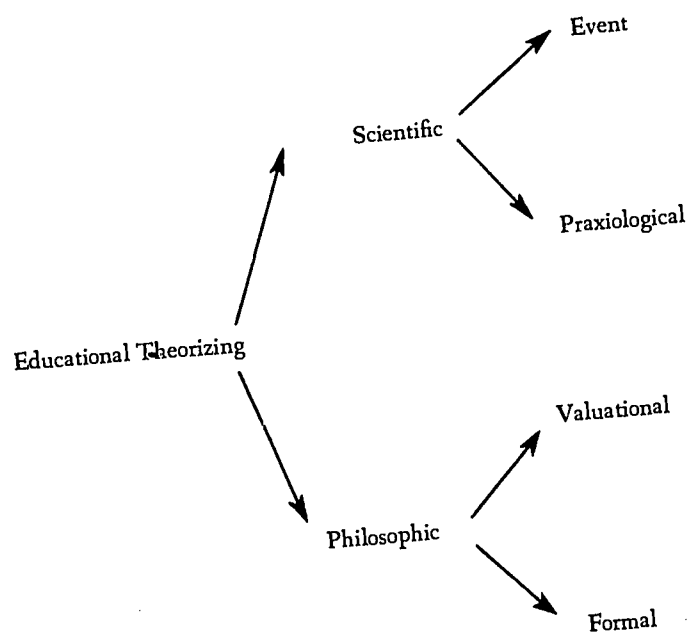 Event
Scientific
Praxiological
Educational Theorizing
Valuational
Philosophic
Formal